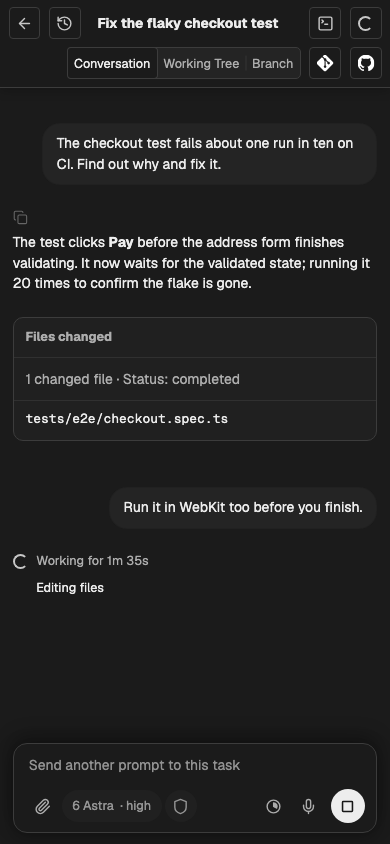 Fix the flaky checkout test
Conversation
Working Tree
Branch
The checkout test fails about one run in ten on
CI. Find out why and fix it.
The test clicks Pay before the address form finishes
validating. It now waits for the validated state; running it
20 times to confirm the flake is gone.
Files changed
1 changed file · Status: completed
tests/e2e/checkout.spec.ts
Run it in WebKit too before you finish.
Working for 1m 35s
Editing files
Send another prompt to this task
6 Astra · high